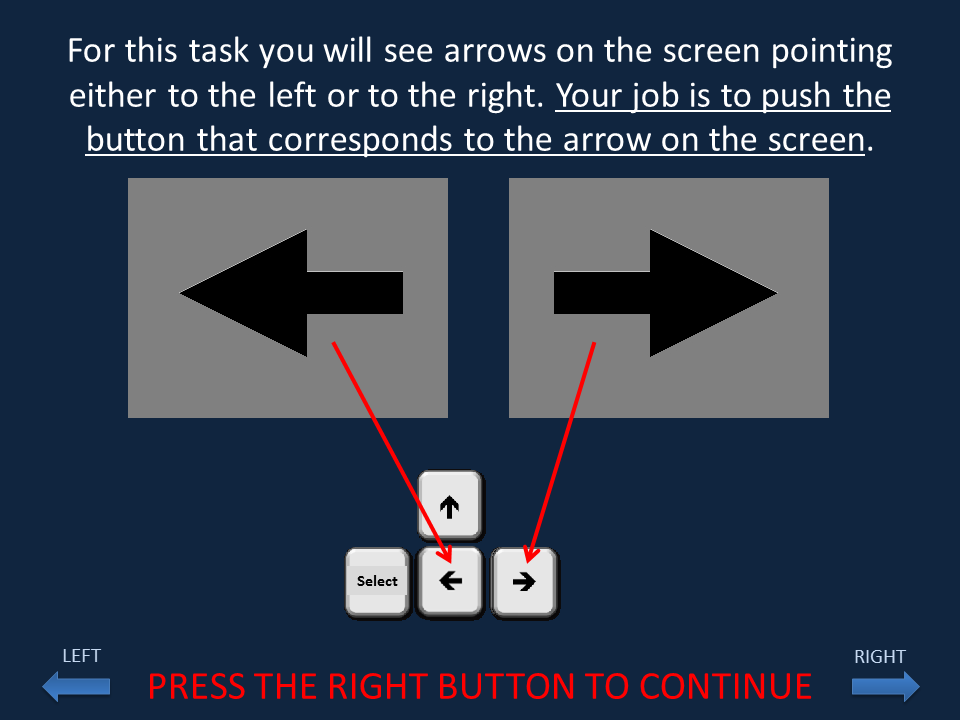 For this task you will see arrows on the screen pointing
either to the left or to the right. Your job is to push the
button that corresponds to the arrow on the screen.
Select
LEFT
RIGHT
PRESS THE RIGHT BUTTON TO CONTINUE